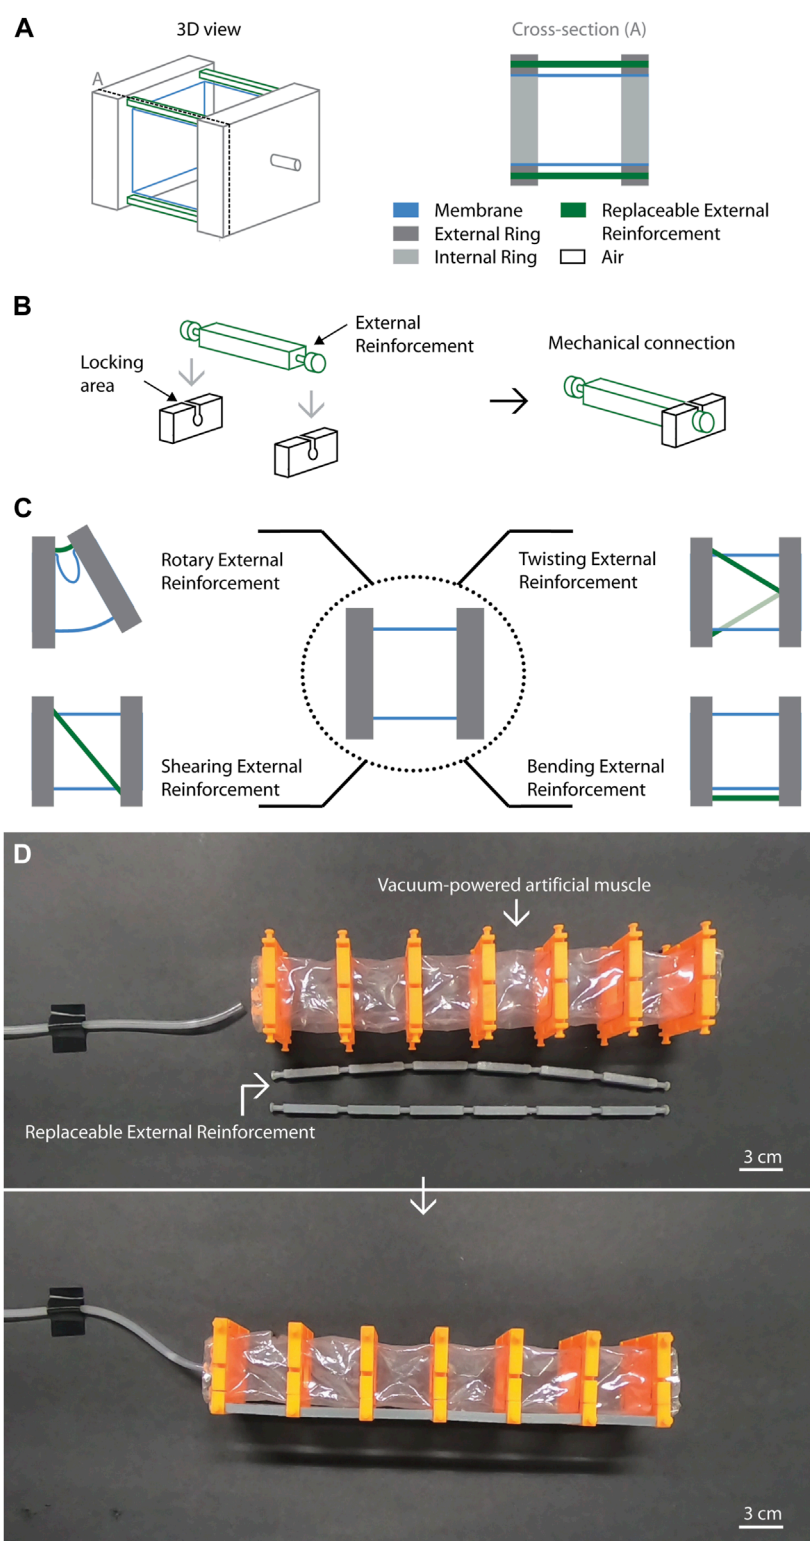 A
3D view
Cross-section (A)
A
Membrane
External Ring
Internal Ring
Replaceable External
Reinforcement
Air
B
External
Reinforcement
Locking
area
Mechanical connection
C
Rotary External
Reinforcement
Twisting External
Reinforcement
Shearing External
Reinforcement
Bending External
Reinforcement
D
Vacuum-powered artificial muscle
Replaceable External Reinforcement
3 cm
3 cm